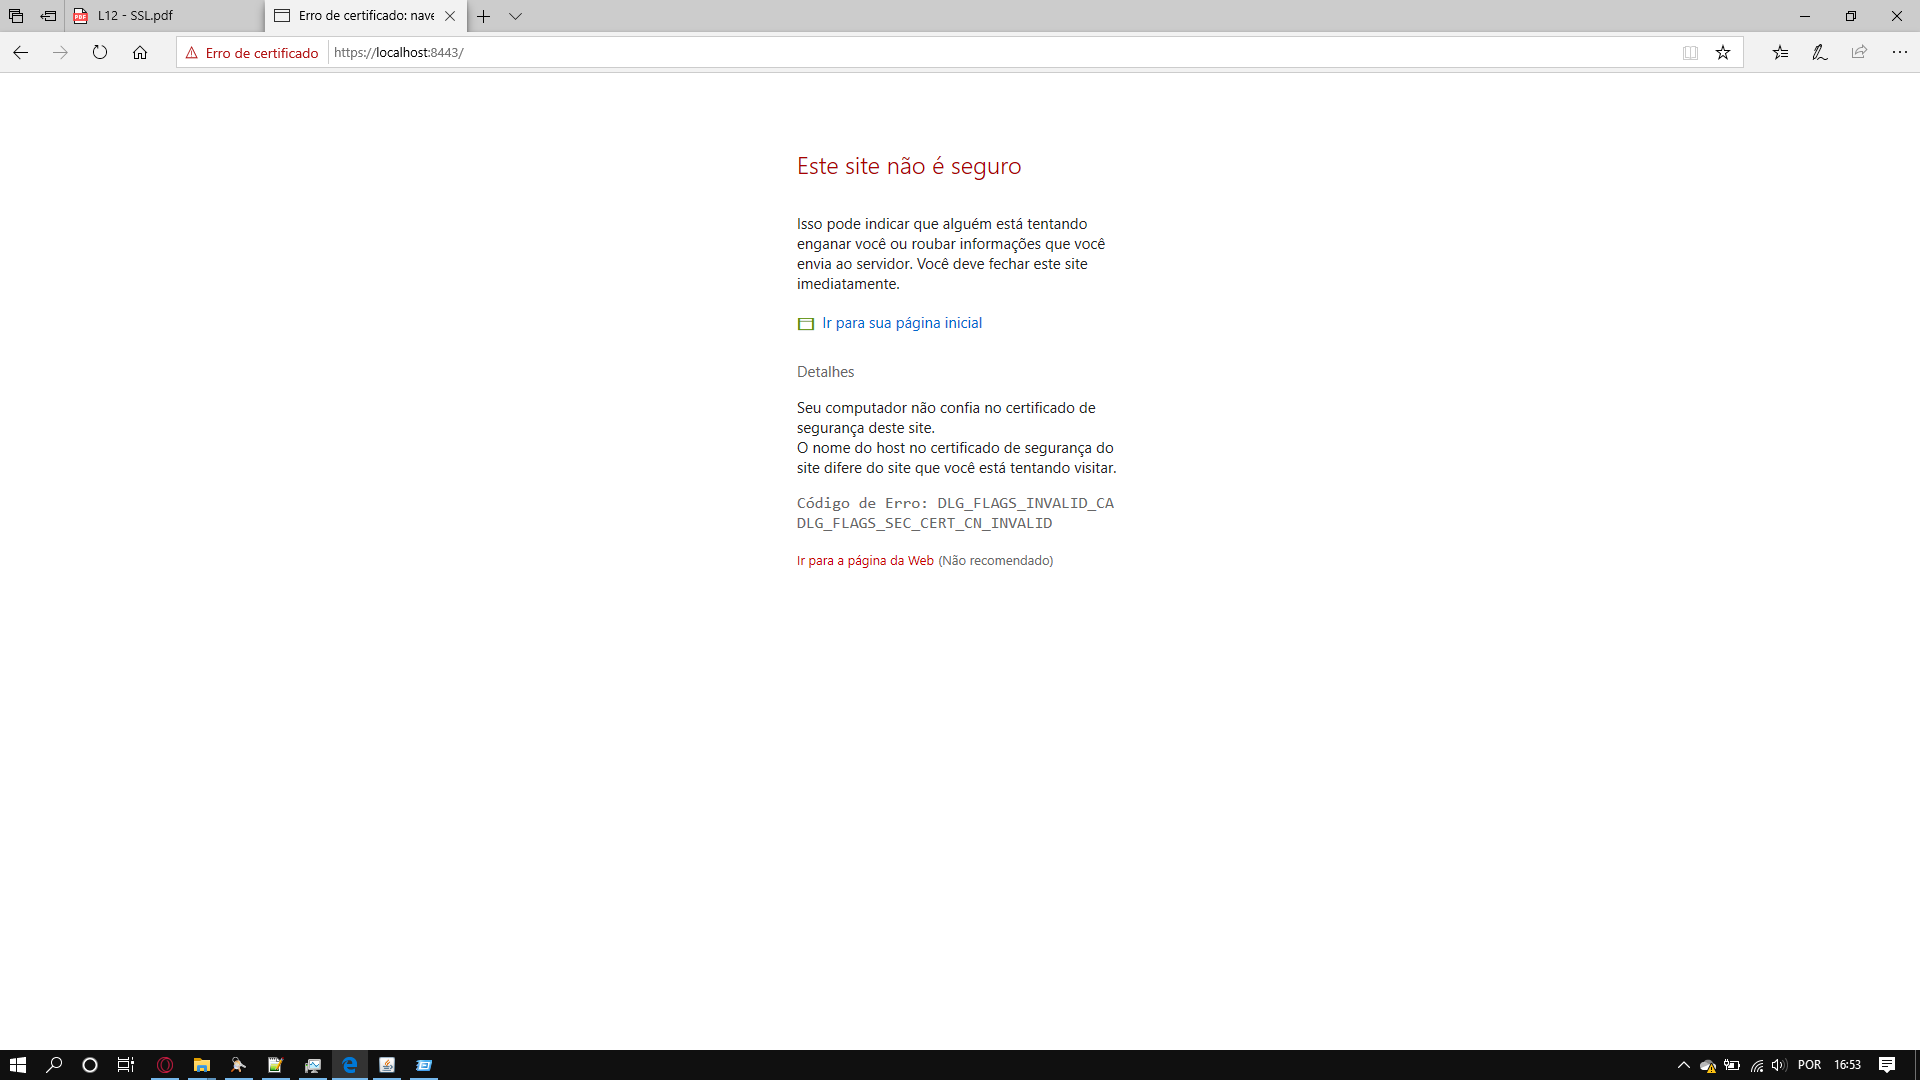 L12 - SSL.pdf
Erro de certificado: nave
Erro de certificado
https://localhost:8443/
Este site não é seguro
Isso pode indicar que alguém está tentando
enganar você ou roubar informações que você
envia ao servidor. Você deve fechar este site
imediatamente.
Ir para sua página inicial
Detalhes
Seu computador não confia no certificado de
segurança deste site.
O nome do host no certificado de segurança do
site difere do site que você está tentando visitar.
Código de Erro: DLG_FLAGS_INVALID_CA
DLG_FLAGS_SEC_CERT_CN_INVALID
Ir para a página da Web (Não recomendado)
POR
16:53